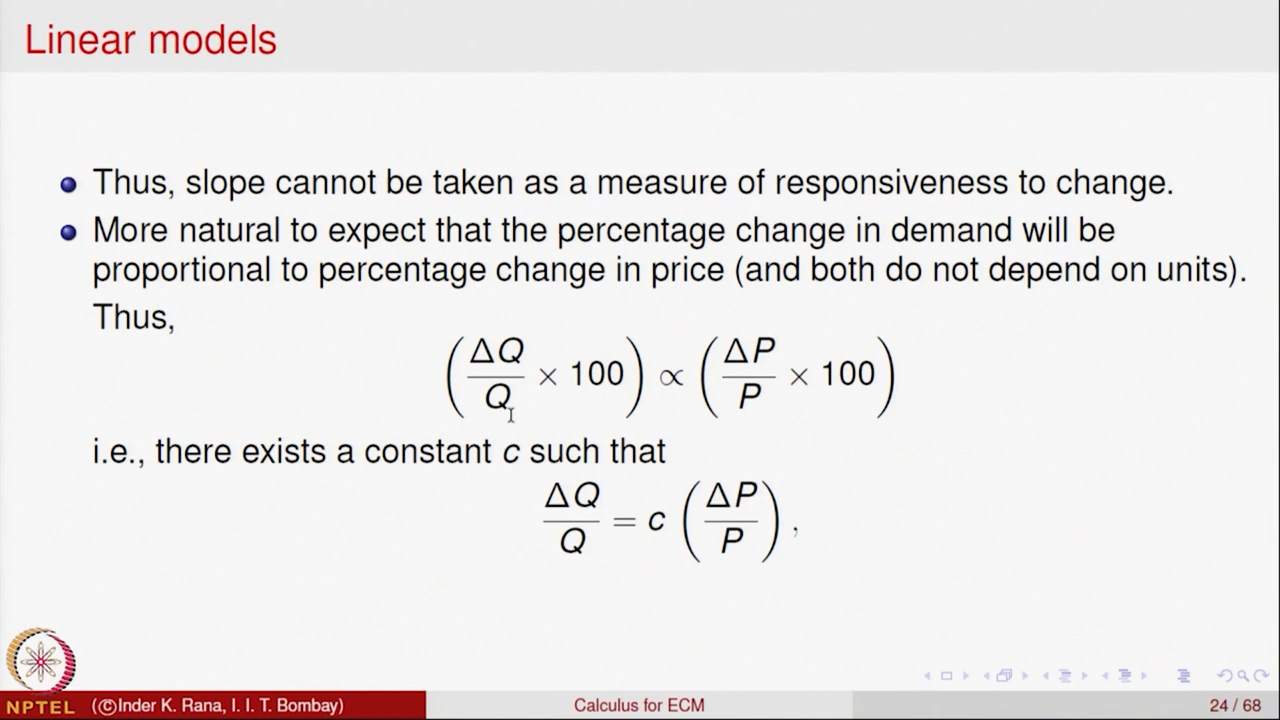 Linear models
Thus, slope cannot be taken as a measure of responsiveness to change.
More natural to expect that the percentage change in demand will be
proportional to percentage change in price (and both do not depend on units).
Thus,
(ΔQ/Q × 100) ∝ (ΔP/P × 100)
i.e., there exists a constant c such that
ΔQ/Q = c (ΔP/P),
NPTEL (©Inder K. Rana, I. I. T. Bombay) Calculus for ECM 24 / 68